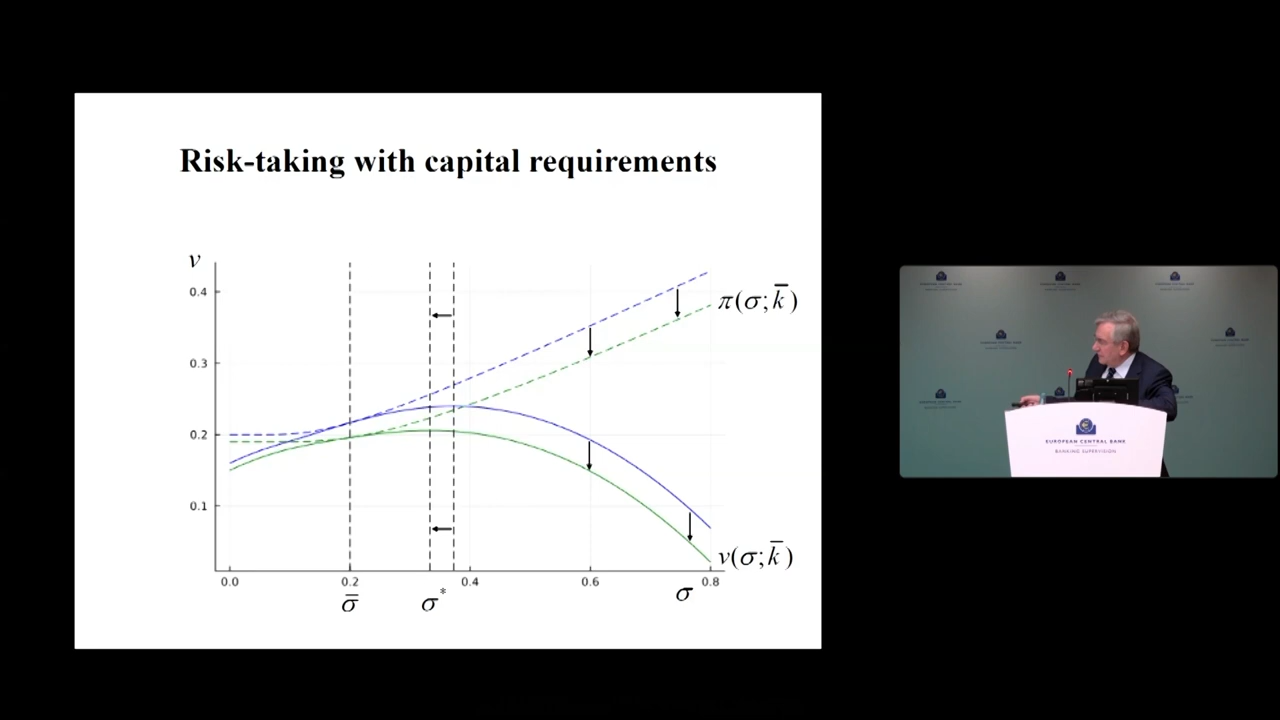 Risk-taking with capital requirements
v
0.4
π(σ; k̅)
0.3
0.2
0.1
v(σ; k̅)
0.0 0.2 0.4 0.6 0.8
σ̅ σ* σ
EUROPEAN CENTRAL BANK
BANKING SUPERVISION